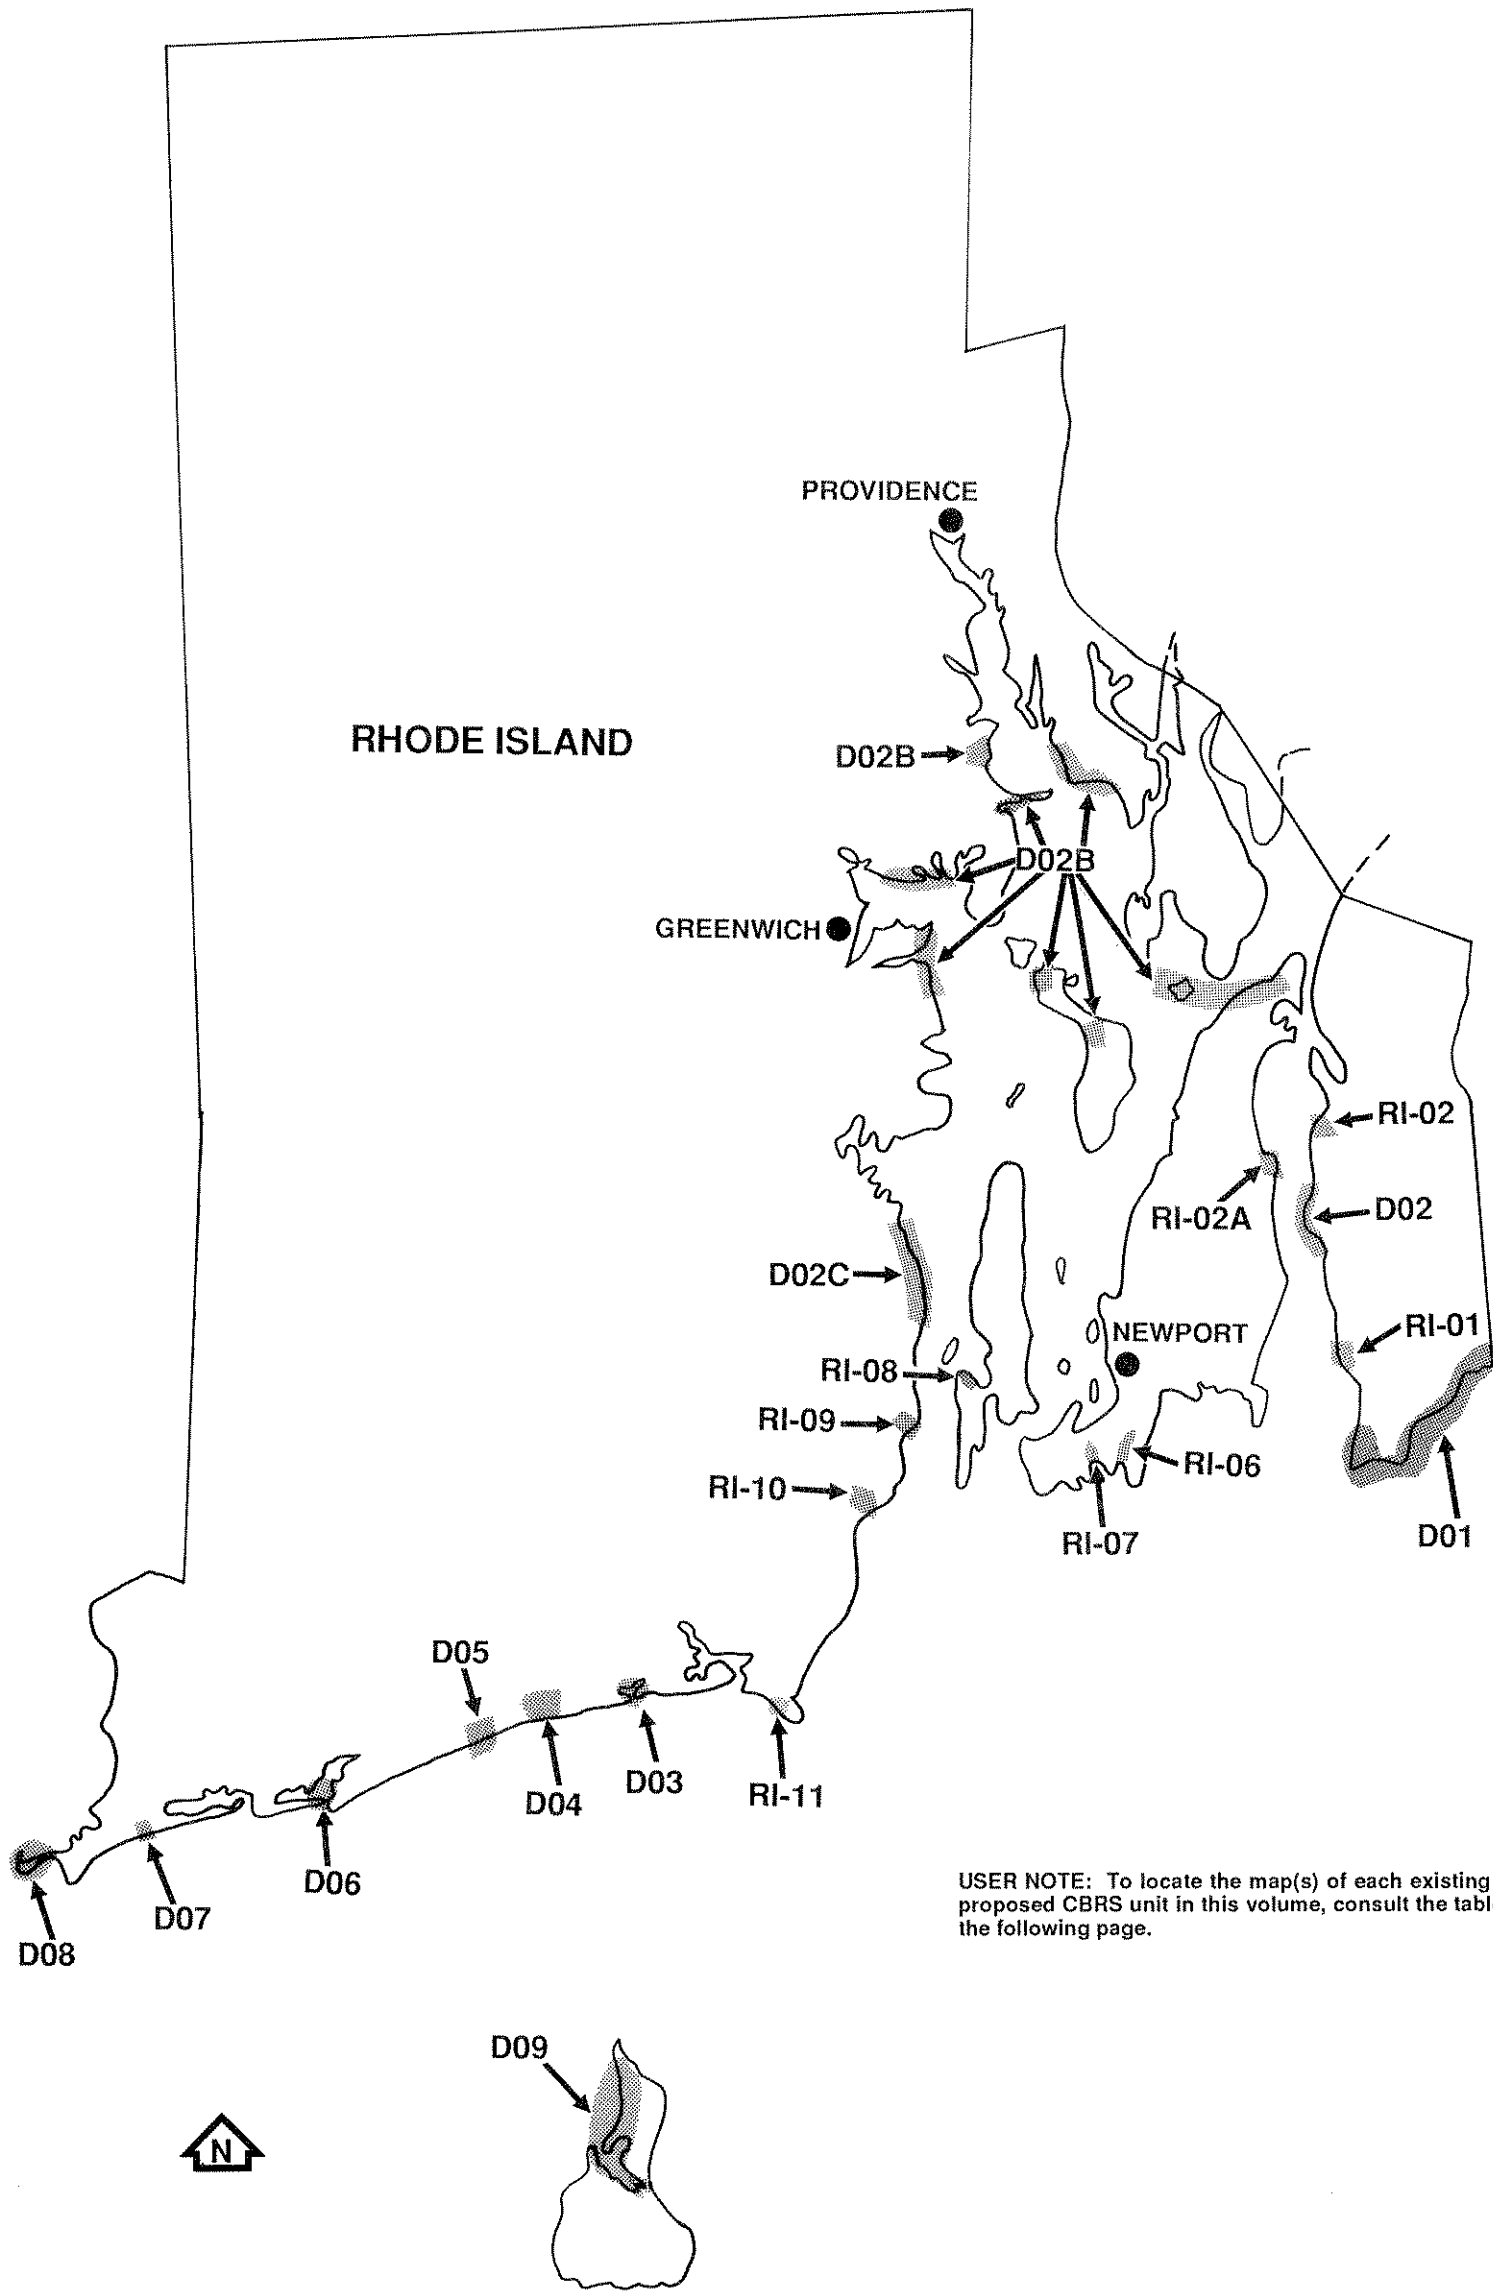 PROVIDENCE
RHODE ISLAND
D02B
D02B
GREENWICH
RI-02
RI-02A
D02
D02C
RI-01
NEWPORT
RI-08
RI-09
RI-06
RI-10
RI-07
D01
D05
D03
D04
RI-11
D06
D07
D08
USER NOTE: To locate the map(s) of each existing
proposed CBRS unit in this volume, consult the tabl
the following page.
D09
N